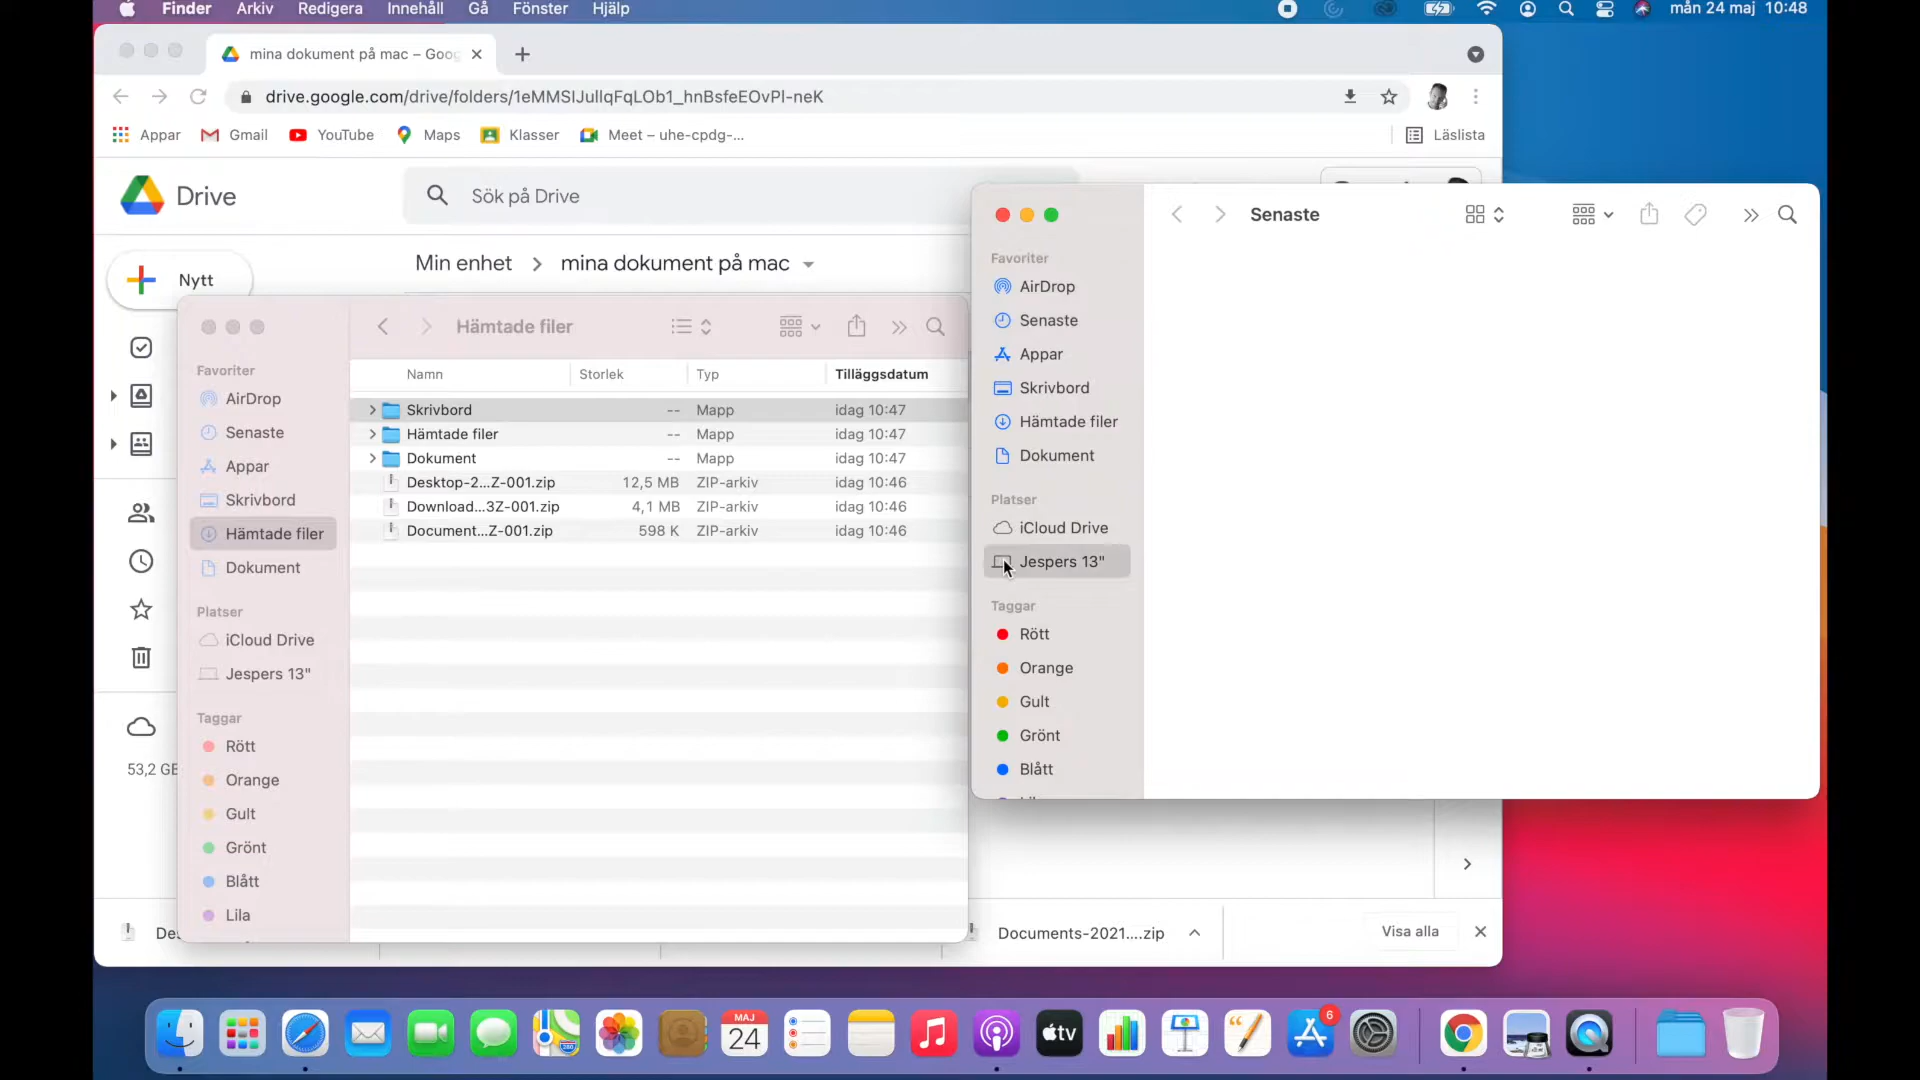 Finder Arkiv Redigera Innehåll Gå Fönster Hjälp mån 24 maj 10:48
mina dokument på mac – Goog
drive.google.com/drive/folders/1eMMSIJulIqFqLOb1_hnBsfeEOvPI-neK
Appar Gmail YouTube Maps Klasser Meet – uhe-cpdg-... Läslista
Drive Sök på Drive
Min enhet mina dokument på mac
Nytt
53,2 GB
Hämtade filer
Favoriter
AirDrop
Senaste
Appar
Skrivbord
Hämtade filer
Dokument
Platser
iCloud Drive
Jespers 13"
Taggar
Rött
Orange
Gult
Grönt
Blått
Lila
Namn Storlek Typ Tilläggsdatum
Skrivbord -- Mapp idag 10:47
Hämtade filer -- Mapp idag 10:47
Dokument -- Mapp idag 10:47
Desktop-2...Z-001.zip 12,5 MB ZIP-arkiv idag 10:46
Download...3Z-001.zip 4,1 MB ZIP-arkiv idag 10:46
Document...Z-001.zip 598 K ZIP-arkiv idag 10:46
Senaste
Favoriter
AirDrop
Senaste
Appar
Skrivbord
Hämtade filer
Dokument
Platser
iCloud Drive
Jespers 13"
Taggar
Rött
Orange
Gult
Grönt
Blått
Des Documents-2021....zip Visa alla
MAJ
24
280
tv
6